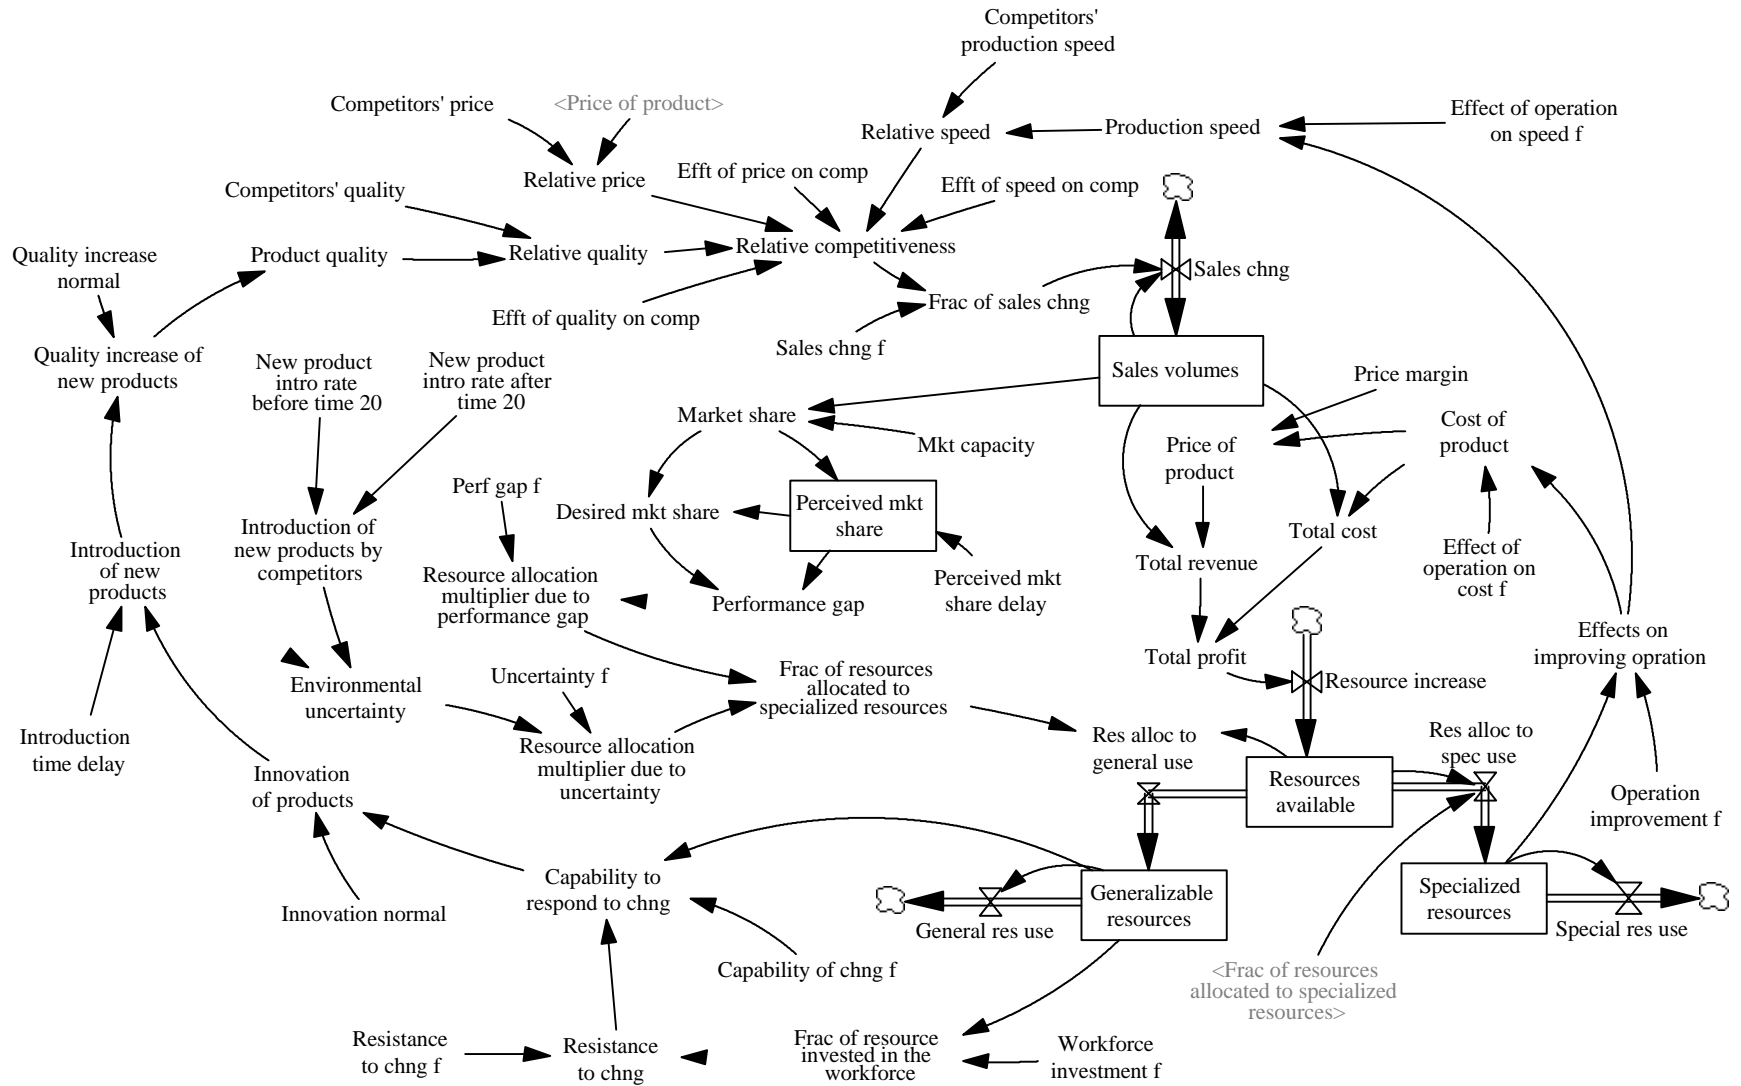 Competitors'
production speed
Competitors' price
<Price of product>
Relative speed
Production speed
Effect of operation
on speed f
Relative price
Efft of price on comp
Efft of speed on comp
Competitors' quality
Quality increase
normal
Product quality
Relative quality
Relative competitiveness
Sales chng
Efft of quality on comp
Frac of sales chng
Sales chng f
Quality increase of
new products
New product
intro rate
before time 20
New product
intro rate after
time 20
Sales volumes
Price margin
Market share
Mkt capacity
Price of
product
Cost of
product
Perf gap f
Desired mkt share
Perceived mkt
share
Introduction of
new products by
competitors
Total cost
Total revenue
Effect of
operation on
cost f
Introduction
of new
products
Resource allocation
multiplier due to
performance gap
Performance gap
Perceived mkt
share delay
Effects on
improving opration
Total profit
Resource increase
Environmental
uncertainty
Uncertainty f
Frac of resources
allocated to
specialized resources
Introduction
time delay
Resource allocation
multiplier due to
uncertainty
Res alloc to
general use
Res alloc to
spec use
Innovation
of products
Resources
available
Operation
improvement f
Capability to
respond to chng
Generalizable
resources
Specialized
resources
Innovation normal
General res use
Special res use
Capability of chng f
<Frac of resources
allocated to specialized
resources>
Resistance
to chng f
Resistance
to chng
Frac of resource
invested in the
workforce
Workforce
investment f